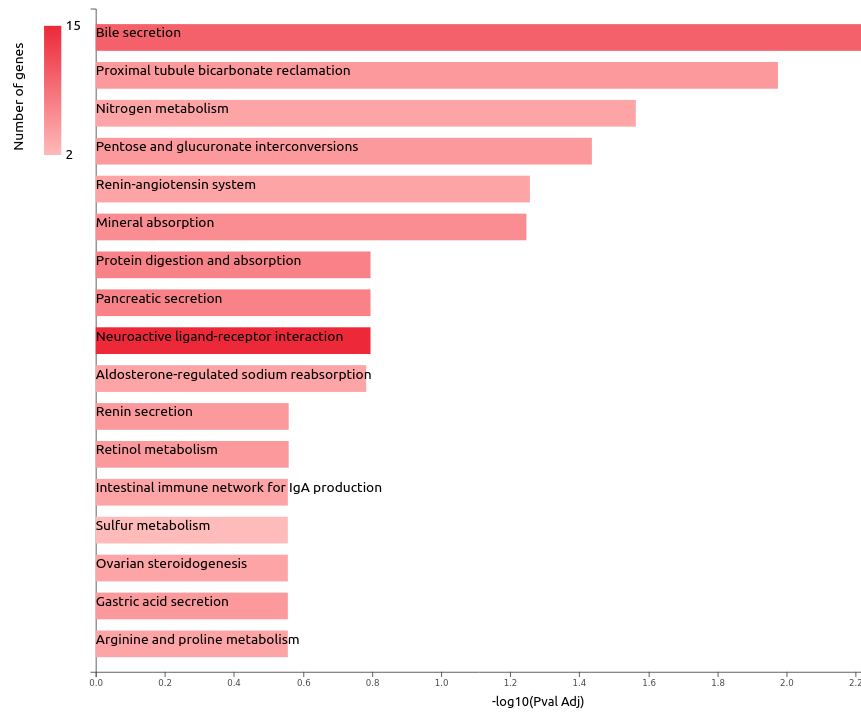 15
Number of genes
2
Bile secretion
Proximal tubule bicarbonate reclamation
Nitrogen metabolism
Pentose and glucuronate interconversions
Renin-angiotensin system
Mineral absorption
Protein digestion and absorption
Pancreatic secretion
Neuroactive ligand-receptor interaction
Aldosterone-regulated sodium reabsorption
Renin secretion
Retinol metabolism
Intestinal immune network for IgA production
Sulfur metabolism
Ovarian steroidogenesis
Gastric acid secretion
Arginine and proline metabolism
0.0 0.2 0.4 0.6 0.8 1.0 1.2 1.4 1.6 1.8 2.0 2.2
-log10(Pval Adj)